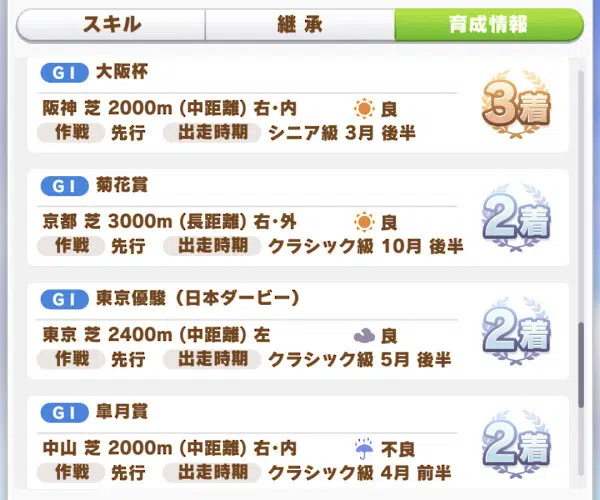 スキル 継承 育成情報
GI 大阪杯
阪神 芝 2000m (中距離) 右･内 良
3着
作戦 先行 出走時期 シニア級 3月 後半
GI 菊花賞
京都 芝 3000m (長距離) 右･外 良
2着
作戦 先行 出走時期 クラシック級 10月 後半
GI 東京優駿（日本ダービー）
東京 芝 2400m (中距離) 左 良
2着
作戦 先行 出走時期 クラシック級 5月 後半
GI 皐月賞
中山 芝 2000m (中距離) 右･内 不良
2着
作戦 先行 出走時期 クラシック級 4月 前半